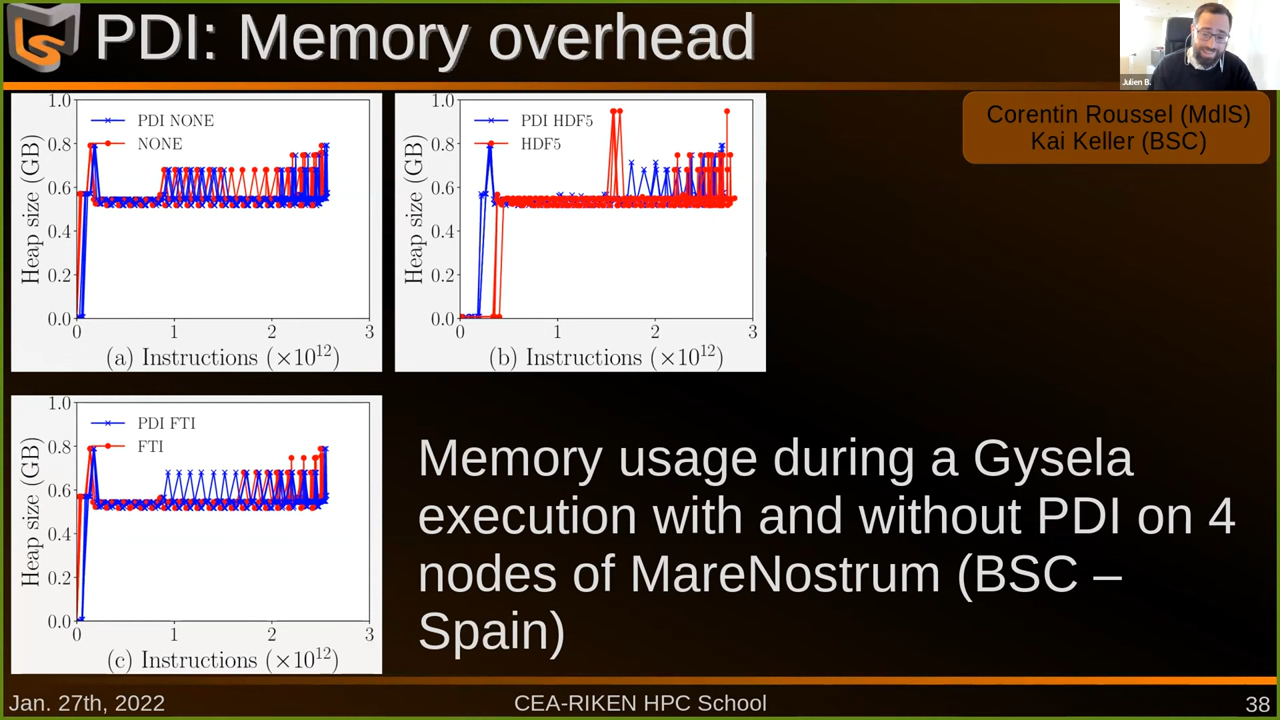 PDI: Memory overhead
Julien B.
Corentin Roussel (MdlS)
Kai Keller (BSC)
1.0
0.8
0.6
0.4
0.2
0.0
Heap size (GB)
PDI NONE
NONE
0 1 2 3
(a) Instructions (×10¹²)
1.0
0.8
0.6
0.4
0.2
0.0
Heap size (GB)
PDI HDF5
HDF5
0 1 2 3
(b) Instructions (×10¹²)
1.0
0.8
0.6
0.4
0.2
0.0
Heap size (GB)
PDI FTI
FTI
0 1 2 3
(c) Instructions (×10¹²)
Memory usage during a Gysela
execution with and without PDI on 4
nodes of MareNostrum (BSC –
Spain)
Jan. 27th, 2022
CEA-RIKEN HPC School
38